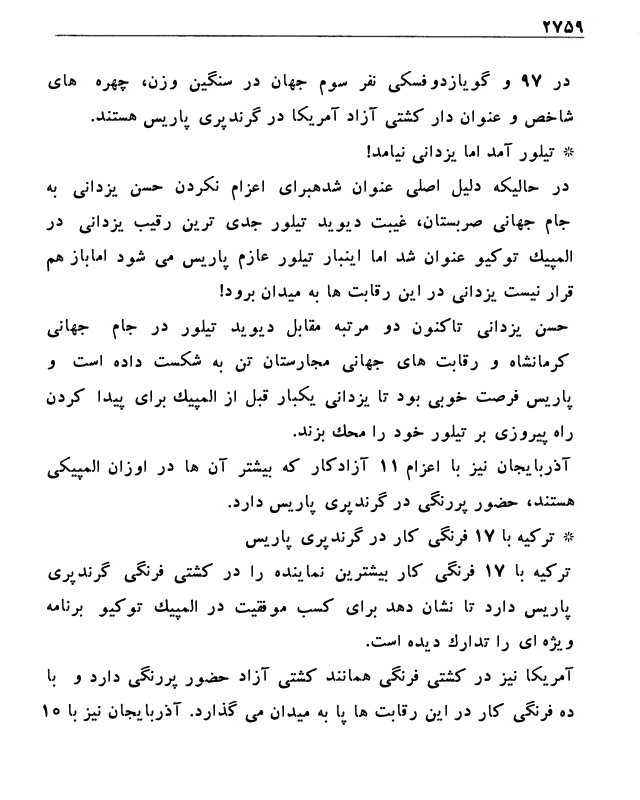 ۲۷۵۹
در ۹۷ و گویازدوفسکی نفر سوم جهان در سنگین وزن، چهره های
شاخص و عنوان دار کشتی آزاد آمریکا در گرندپری پاریس هستند.
* تیلور آمد اما یزدانی نیامد!
در حالیکه دلیل اصلی عنوان شدهبرای اعزام نکردن حسن یزدانی به
جام جهانی صربستان، غیبت دیوید تیلور جدی ترین رقیب یزدانی در
المپیك توکیو عنوان شد اما اینبار تیلور عازم پاریس می شود اماباز هم
قرار نیست یزدانی در این رقابت ها به میدان برود!
حسن یزدانی تاکنون دو مرتبه مقابل دیوید تیلور در جام جهانی
کرمانشاه و رقابت های جهانی مجارستان تن به شکست داده است و
پاریس فرصت خوبی بود تا یزدانی یکبار قبل از المپیك برای پیدا کردن
راه پیروزی بر تیلور خود را محك بزند.
آذربایجان نیز با اعزام ۱۱ آزادکار که بیشتر آن ها در اوزان المپیکی
هستند، حضور پررنگی در گرندپری پاریس دارد.
* ترکیه با ۱۷ فرنگی کار در گرندپری پاریس
ترکیه با ۱۷ فرنگی کار بیشترین نماینده را در کشتی فرنگی گرندپری
پاریس دارد تا نشان دهد برای کسب موفقیت در المپیك توکیو برنامه
ویژه ای را تدارك دیده است.
آمریکا نیز در کشتی فرنگی همانند کشتی آزاد حضور پررنگی دارد و با
ده فرنگی کار در این رقابت ها پا به میدان می گذارد. آذربایجان نیز با ۱۵